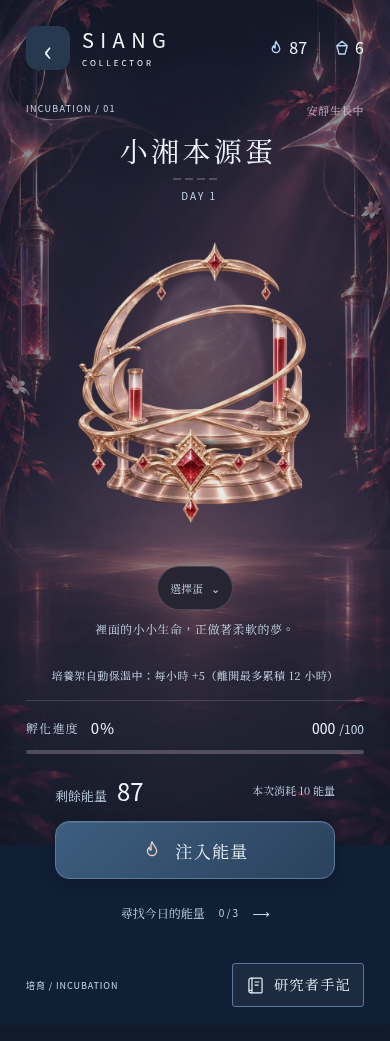 SIANG
COLLECTOR
87
6
INCUBATION / 01
安靜生長中
小湘本源蛋
DAY 1
選擇蛋
裡面的小小生命，正做著柔軟的夢。
培養架自動保溫中：每小時 +5（離開最多累積 12 小時）
孵化進度 0% 000 /100
剩餘能量 87 本次消耗 10 能量
注入能量
尋找今日的能量 0 / 3 →
培育 / INCUBATION
研究者手記